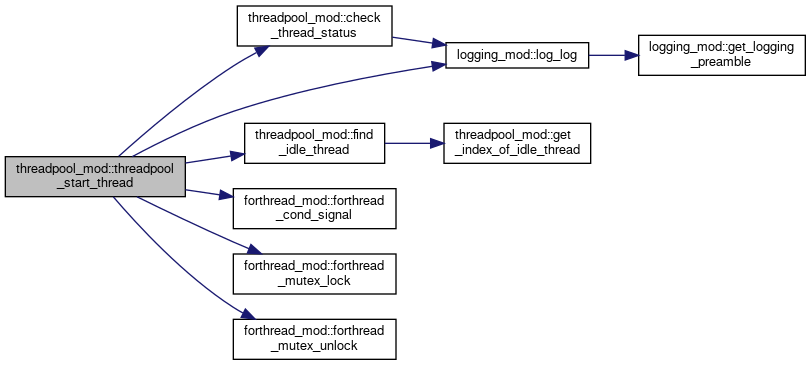 threadpool_mod::check
_thread_status
logging_mod::log_log
logging_mod::get_logging
_preamble
threadpool_mod::find
_idle_thread
threadpool_mod::get
_index_of_idle_thread
threadpool_mod::threadpool
_start_thread
forthread_mod::forthread
_cond_signal
forthread_mod::forthread
_mutex_lock
forthread_mod::forthread
_mutex_unlock